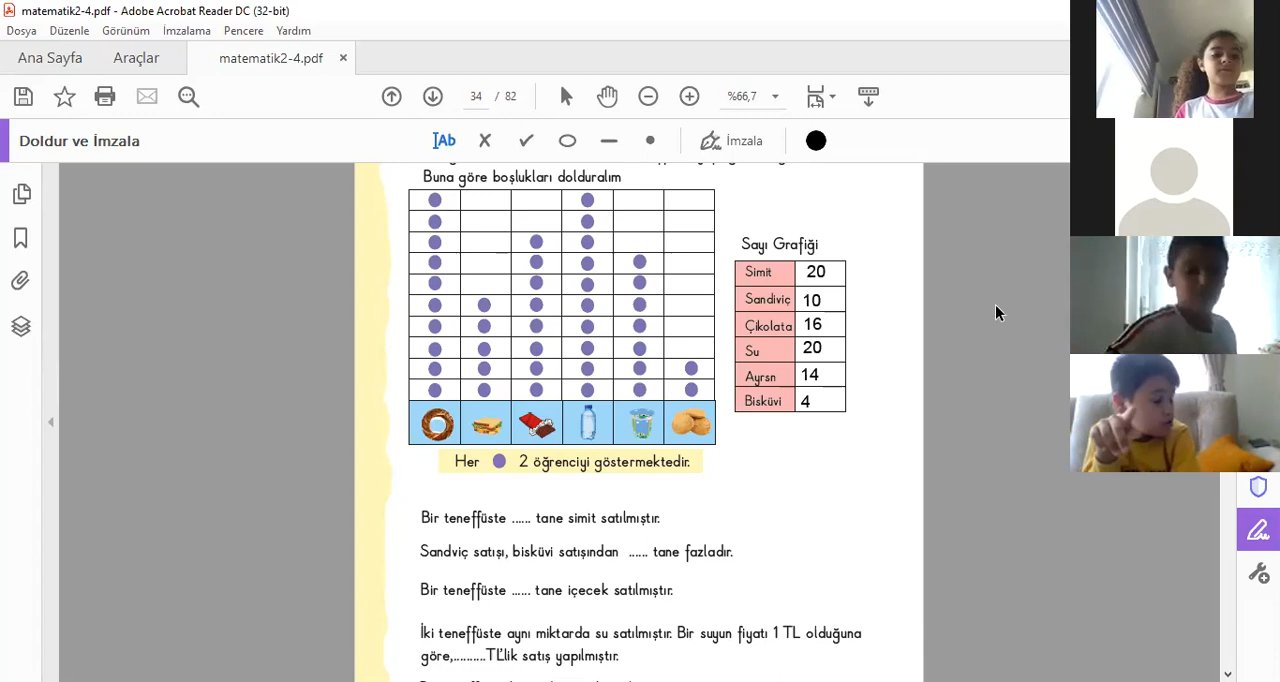 matematik2-4.pdf - Adobe Acrobat Reader DC (32-bit)
Dosya Düzenle Görünüm İmzalama Pencere Yardım
Ana Sayfa Araçlar matematik2-4.pdf ×
34 / 82 %66,7
Doldur ve İmzala
Ab İmzala
Buna göre boşlukları dolduralım
Sayı Grafiği
Simit 20
Sandiviç 10
Çikolata 16
Su 20
Ayrsn 14
Bisküvi 4
Her 2 öğrenciyi göstermektedir.
Bir teneffüste ...... tane simit satılmıştır.
Sandviç satışı, bisküvi satışından ...... tane fazladır.
Bir teneffüste ...... tane içecek satılmıştır.
İki teneffüste aynı miktarda su satılmıştır. Bir suyun fiyatı 1 TL olduğuna
göre,..........TL'lik satış yapılmıştır.